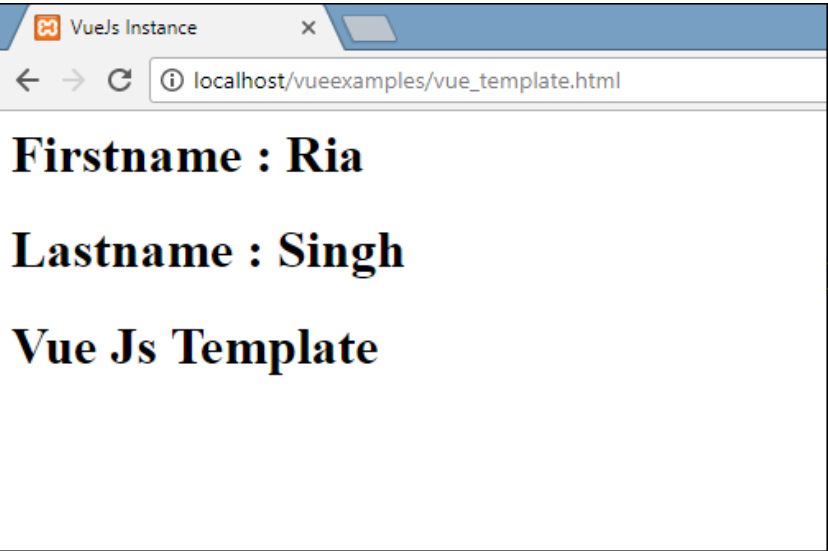 VueJs Instance
localhost/vueexamples/vue_template.html
Firstname : Ria
Lastname : Singh
Vue Js Template